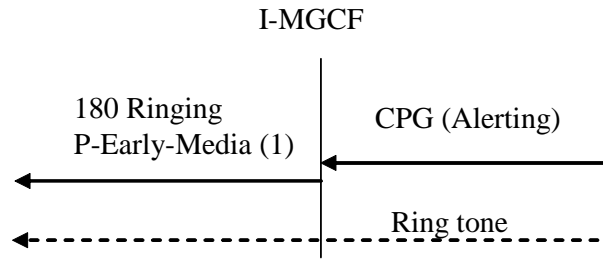 I-MGCF
180 Ringing
P-Early-Media (1)
CPG (Alerting)
Ring tone